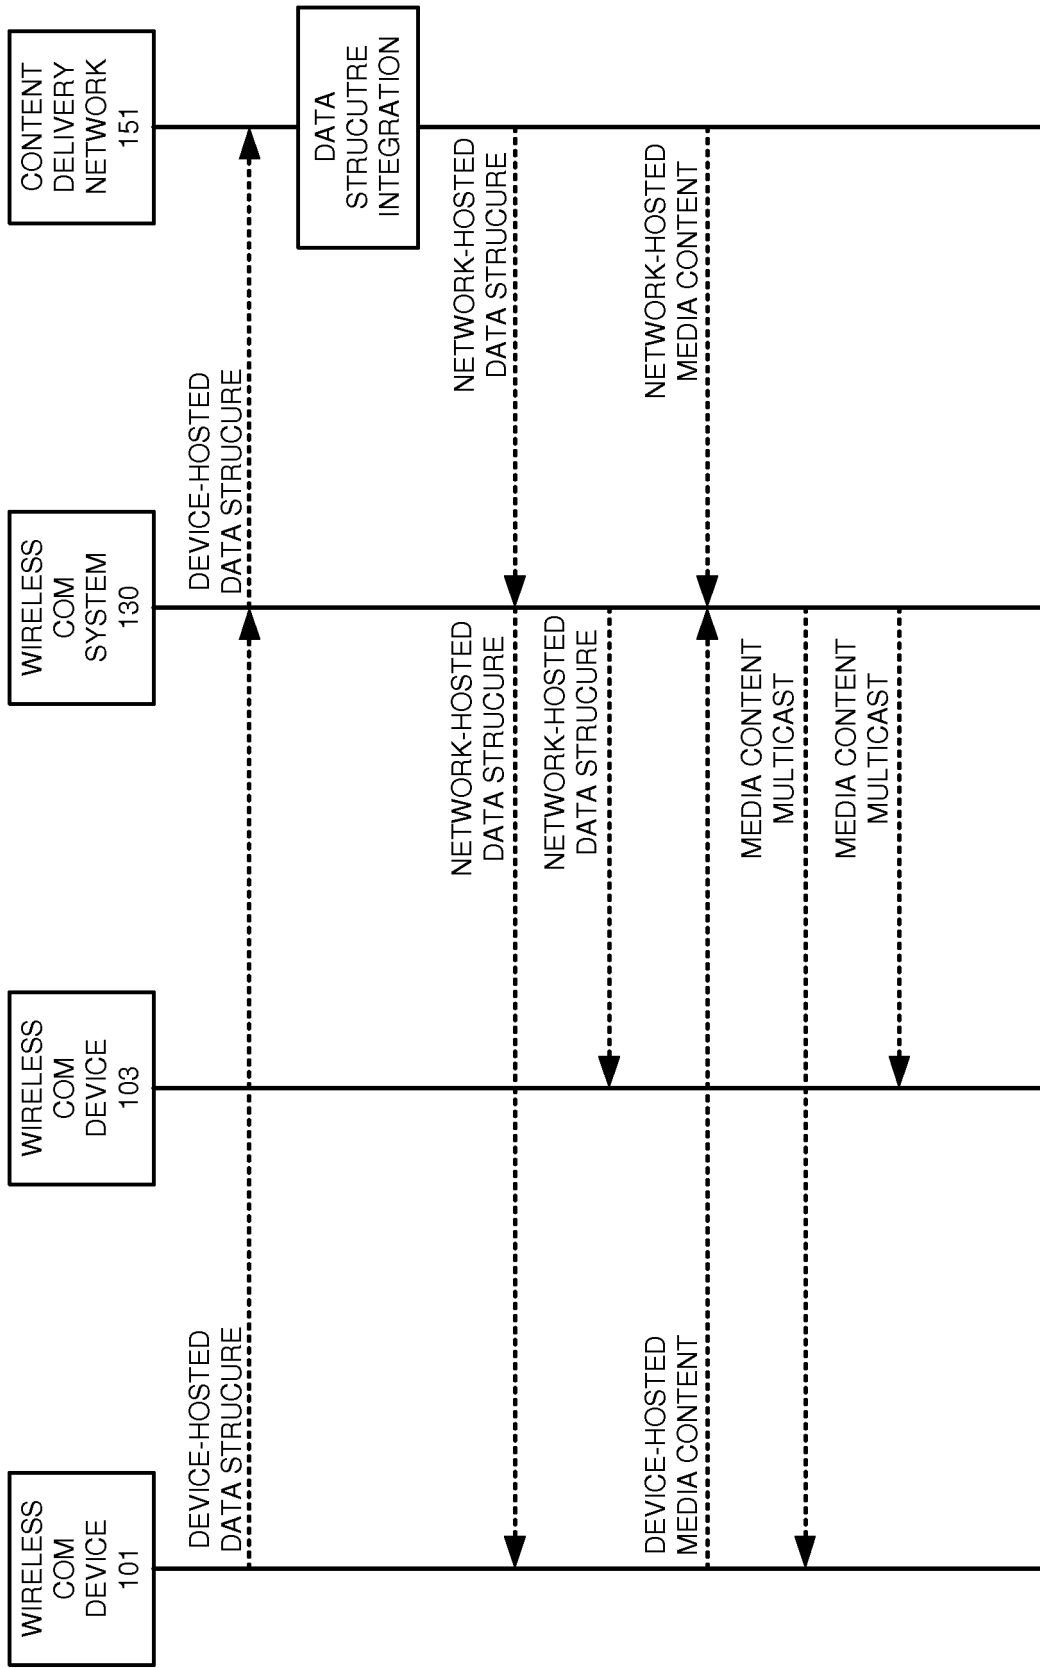 WIRELESS
COM
DEVICE
101
WIRELESS
COM
DEVICE
103
WIRELESS
COM
SYSTEM
130
CONTENT
DELIVERY
NETWORK
151
DEVICE-HOSTED
DATA STRUCURE
DEVICE-HOSTED
DATA STRUCURE
DATA
STRUCUTRE
INTEGRATION
NETWORK-HOSTED
DATA STRUCURE
NETWORK-HOSTED
DATA STRUCURE
NETWORK-HOSTED
DATA STRUCURE
DEVICE-HOSTED
MEDIA CONTENT
NETWORK-HOSTED
MEDIA CONTENT
MEDIA CONTENT
MULTICAST
MEDIA CONTENT
MULTICAST